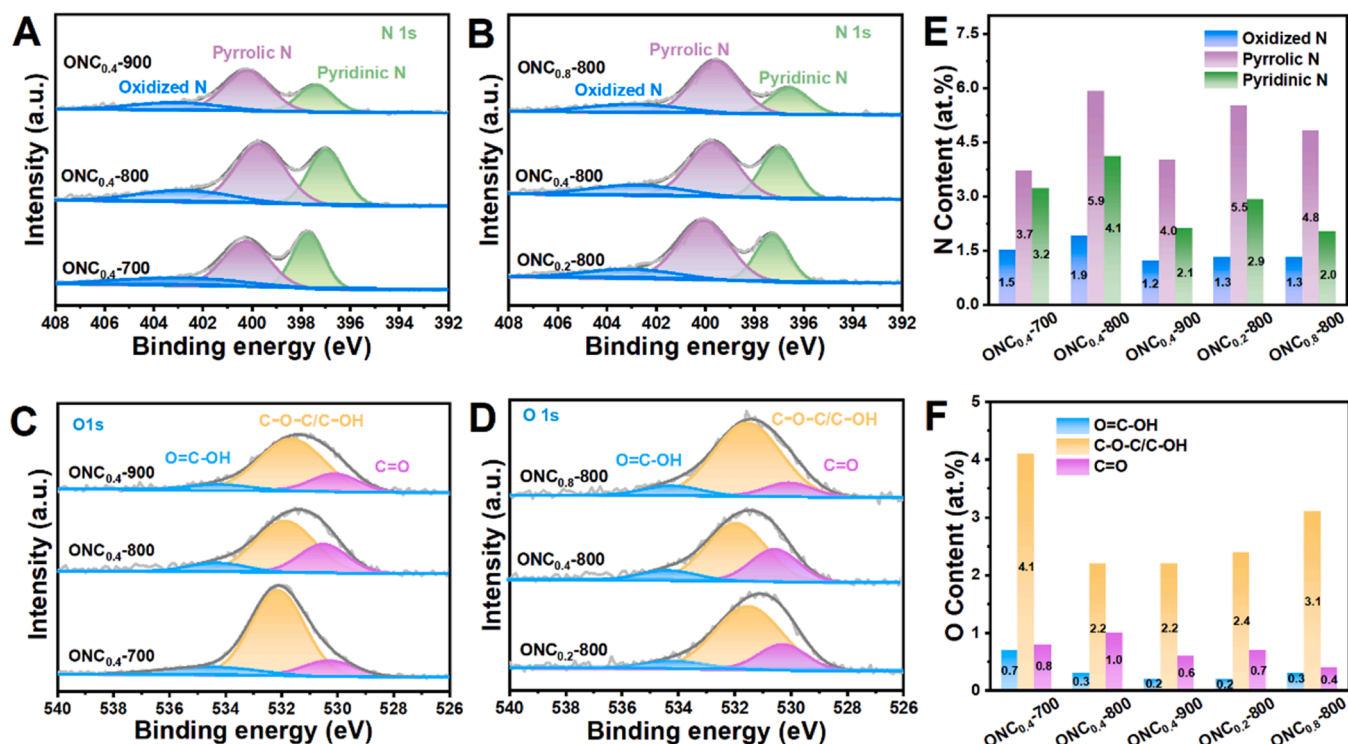 A
N 1s
ONC0.4-900
Pyrrolic N
Oxidized N
Pyridinic N
ONC0.4-800
ONC0.4-700
Intensity (a.u.)
408 406 404 402 400 398 396 394 392
Binding energy (eV)
B
N 1s
ONC0.8-800
Pyrrolic N
Oxidized N
Pyridinic N
ONC0.4-800
ONC0.2-800
Intensity (a.u.)
408 406 404 402 400 398 396 394 392
Binding energy (eV)
E
Oxidized N
Pyrrolic N
Pyridinic N
N Content (at.%)
7.5
6.0
4.5
3.0
1.5
0.0
1.5 3.7 3.2
1.9 5.9 4.1
1.2 4.0 2.1
1.3 5.5 2.9
1.3 4.8 2.0
ONC0.4-700 ONC0.4-800 ONC0.4-900 ONC0.2-800 ONC0.8-800
C
O1s
C-O-C/C-OH
O=C-OH
C=O
ONC0.4-900
ONC0.4-800
ONC0.4-700
Intensity (a.u.)
540 538 536 534 532 530 528 526
Binding energy (eV)
D
O 1s
C-O-C/C-OH
O=C-OH
C=O
ONC0.8-800
ONC0.4-800
ONC0.2-800
Intensity (a.u.)
540 538 536 534 532 530 528 526
Binding energy (eV)
F
O=C-OH
C-O-C/C-OH
C=O
O Content (at.%)
5
4
3
2
1
0
0.7 4.1 0.8
0.3 2.2 1.0
0.2 2.2 0.6
0.2 2.4 0.7
0.3 3.1 0.4
ONC0.4-700 ONC0.4-800 ONC0.4-900 ONC0.2-800 ONC0.8-800